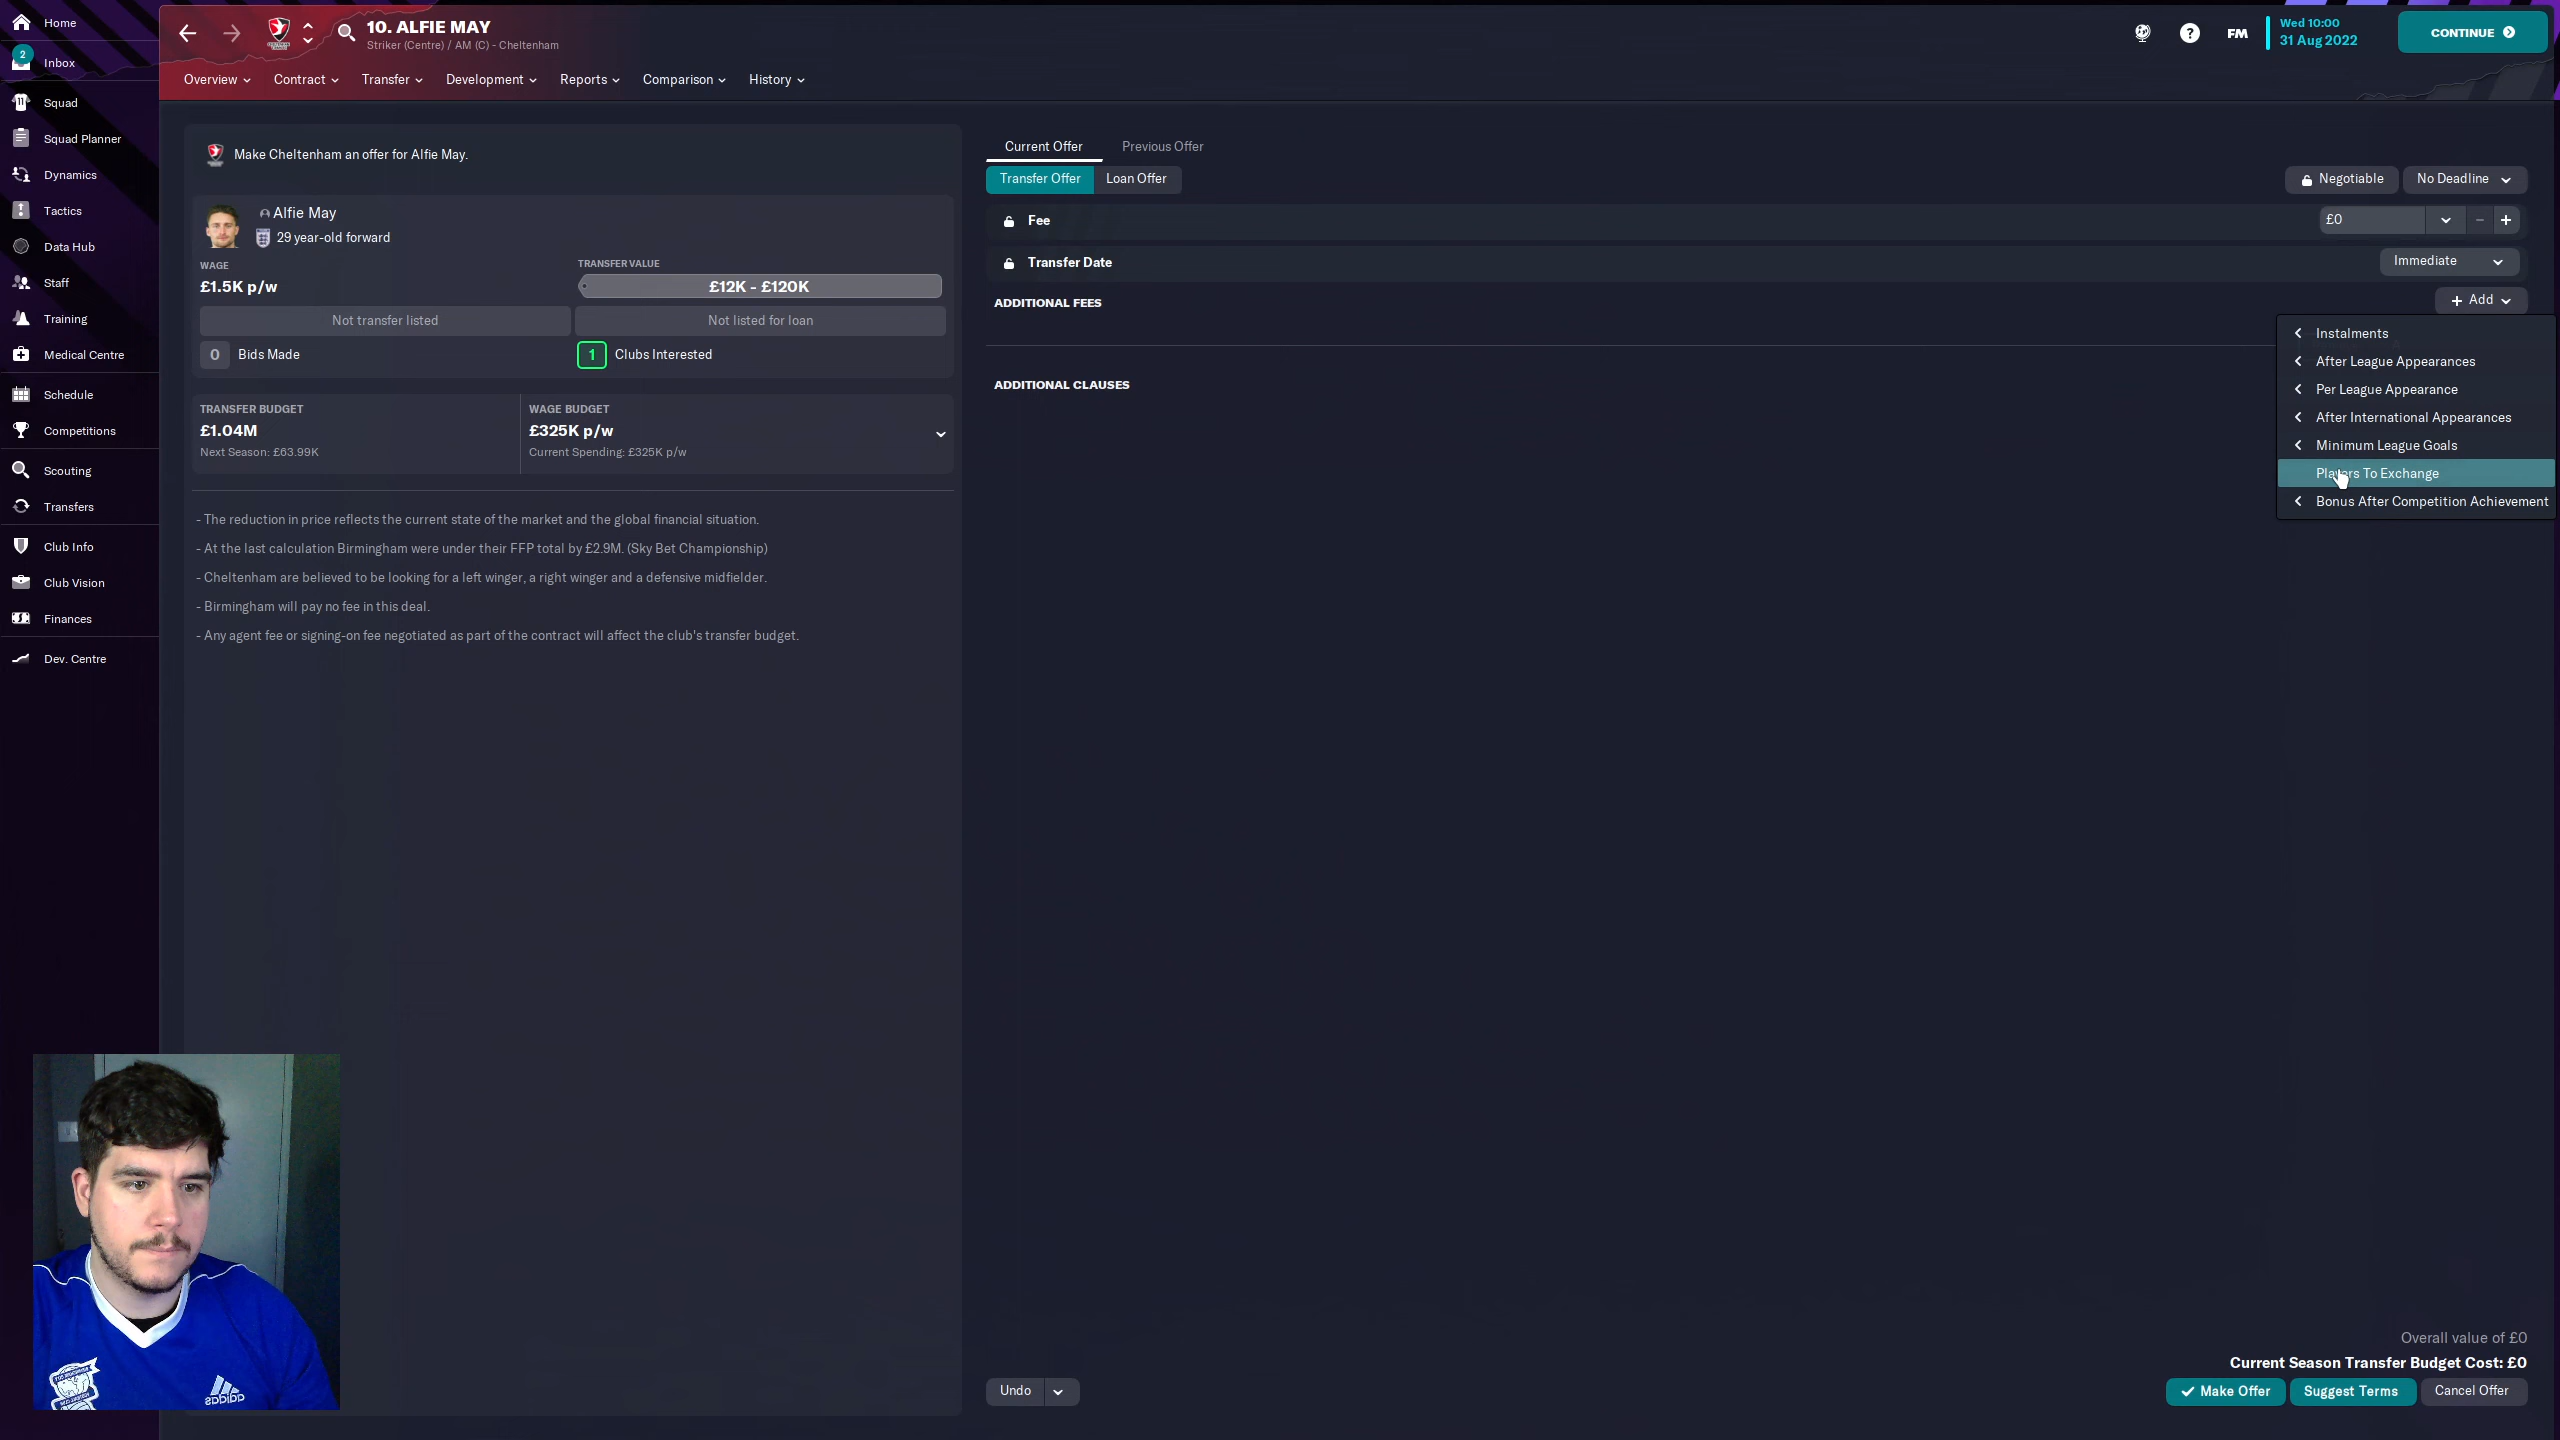 Home
2
Inbox
Squad
Squad Planner
Dynamics
Tactics
Data Hub
Staff
Training
Medical Centre
Schedule
Competitions
Scouting
Transfers
Club Info
Club Vision
Finances
Dev. Centre
10. ALFIE MAY
Striker (Centre) / AM (C) - Cheltenham
FM
Wed 10:00
31 Aug 2022
CONTINUE
Overview
Contract
Transfer
Development
Reports
Comparison
History
Make Cheltenham an offer for Alfie May.
Alfie May
29 year-old forward
WAGE
£1.5K p/w
TRANSFER VALUE
£12K - £120K
Not transfer listed
Not listed for loan
0 Bids Made
1 Clubs Interested
TRANSFER BUDGET
£1.04M
Next Season: £63.99K
WAGE BUDGET
£325K p/w
Current Spending: £325K p/w
- The reduction in price reflects the current state of the market and the global financial situation.
- At the last calculation Birmingham were under their FFP total by £2.9M. (Sky Bet Championship)
- Cheltenham are believed to be looking for a left winger, a right winger and a defensive midfielder.
- Birmingham will pay no fee in this deal.
- Any agent fee or signing-on fee negotiated as part of the contract will affect the club's transfer budget.
Current Offer
Previous Offer
Transfer Offer
Loan Offer
Negotiable
No Deadline
Fee
£0
Transfer Date
Immediate
ADDITIONAL FEES
+ Add
Instalments
After League Appearances
Per League Appearance
After International Appearances
Minimum League Goals
Players To Exchange
Bonus After Competition Achievement
ADDITIONAL CLAUSES
Overall value of £0
Current Season Transfer Budget Cost: £0
Undo
Make Offer
Suggest Terms
Cancel Offer
adidas